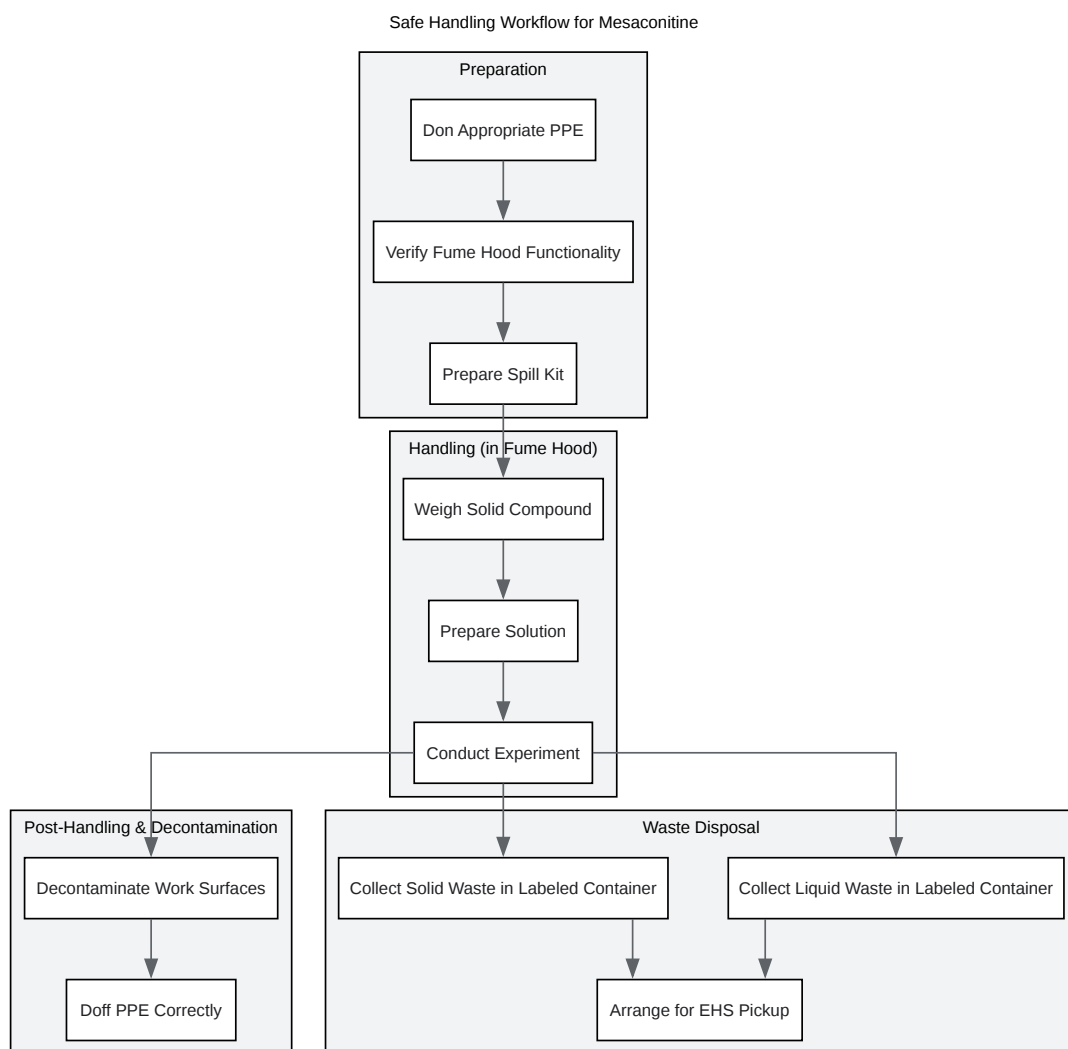 Safe Handling Workflow for Mesaconitine
Preparation
Don Appropriate PPE
Verify Fume Hood Functionality
Prepare Spill Kit
Handling (in Fume Hood)
Weigh Solid Compound
Prepare Solution
Conduct Experiment
Post-Handling & Decontamination
Decontaminate Work Surfaces
Doff PPE Correctly
Waste Disposal
Collect Solid Waste in Labeled Container
Collect Liquid Waste in Labeled Container
Arrange for EHS Pickup